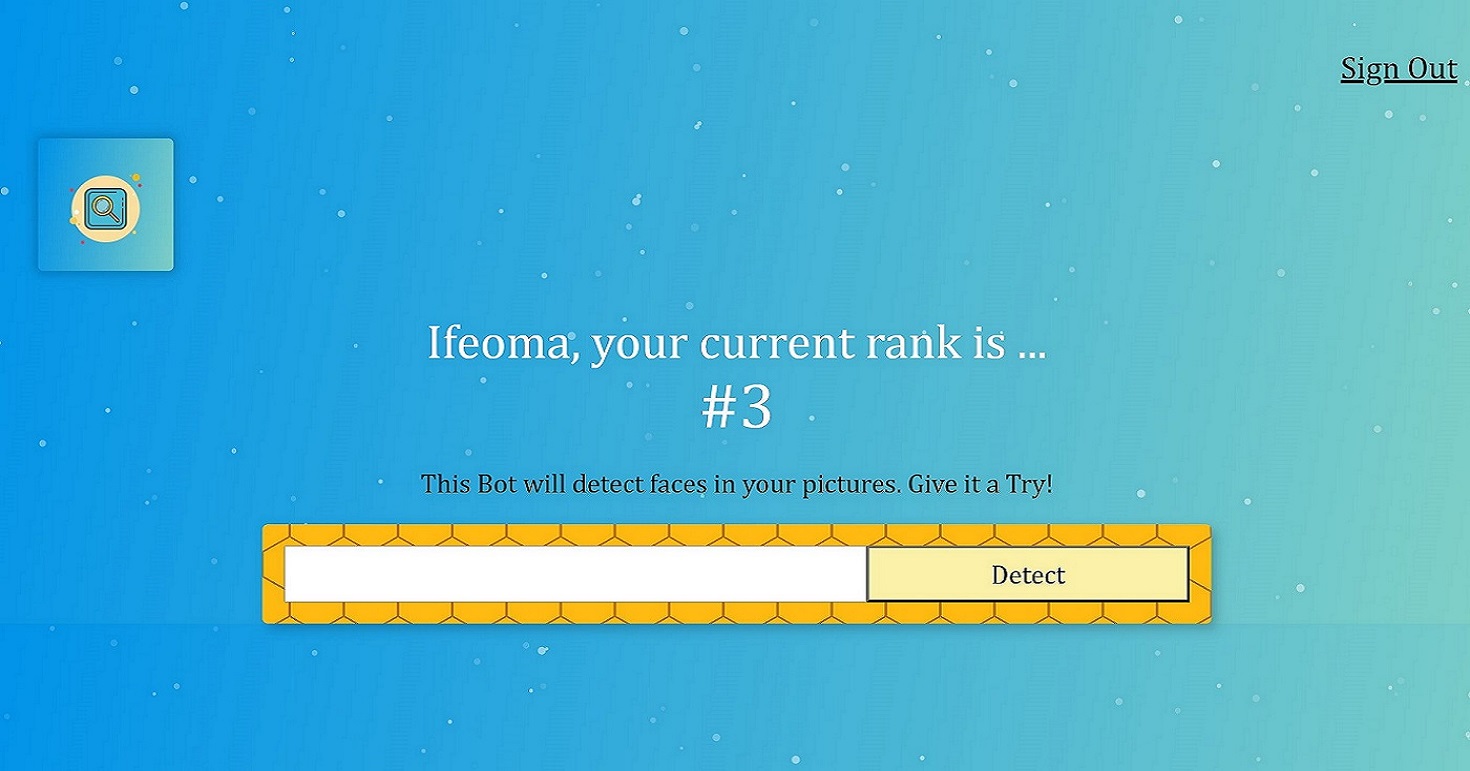 Sign Out
Ifeoma, your current rank is ...
#3
This Bot will detect faces in your pictures. Give it a Try!
Detect